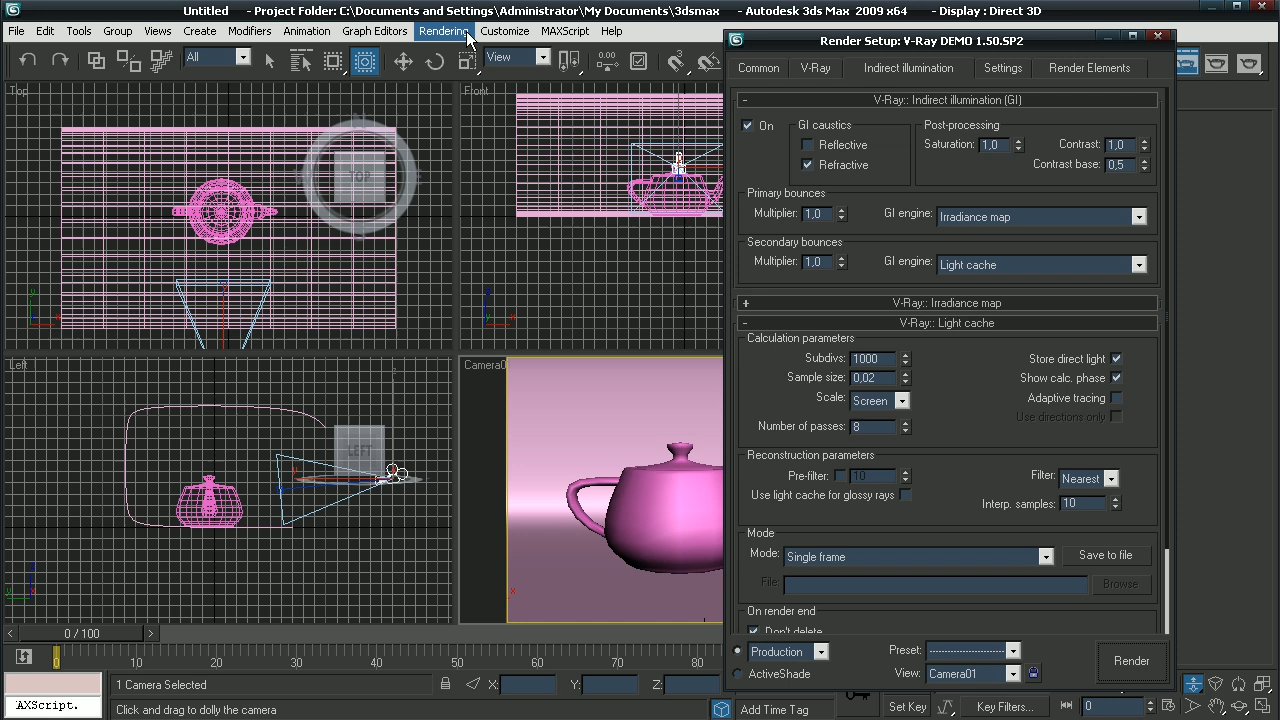 Untitled - Project Folder: C:\Documents and Settings\Administrator\My Documents\3dsmax - Autodesk 3ds Max 2009 x64 - Display : Direct 3D
File Edit Tools Group Views Create Modifiers Animation Graph Editors Rendering Customize MAXScript Help
All View
Render Setup: V-Ray DEMO 1.50.SP2
Common V-Ray Indirect illumination Settings Render Elements
Top
TOP
Front
Left
LEFT
Camera0
V-Ray:: Indirect illumination (GI)
On GI caustics Post-processing
Reflective Saturation: 1,0 Contrast: 1,0
Refractive Contrast base: 0,5
Primary bounces
Multiplier: 1,0 GI engine: Irradiance map
Secondary bounces
Multiplier: 1,0 GI engine: Light cache
+ V-Ray:: Irradiance map
- V-Ray:: Light cache
Calculation parameters
Subdivs: 1000 Store direct light
Sample size: 0,02 Show calc. phase
Scale: Screen Adaptive tracing
Use directions only
Number of passes: 8
Reconstruction parameters
Pre-filter: 10 Filter: Nearest
Use light cache for glossy rays Interp. samples: 10
Mode
Mode: Single frame Save to file
File: Browse
On render end
Don't delete
Production Preset: --------------------
ActiveShade View: Camera01
Render
< 0 / 100 >
0 10 20 30 40 50 60 70 80
1 Camera Selected X: Y: Z:
AXScript. Click and drag to dolly the camera Add Time Tag
Set Key Key Filters... 0